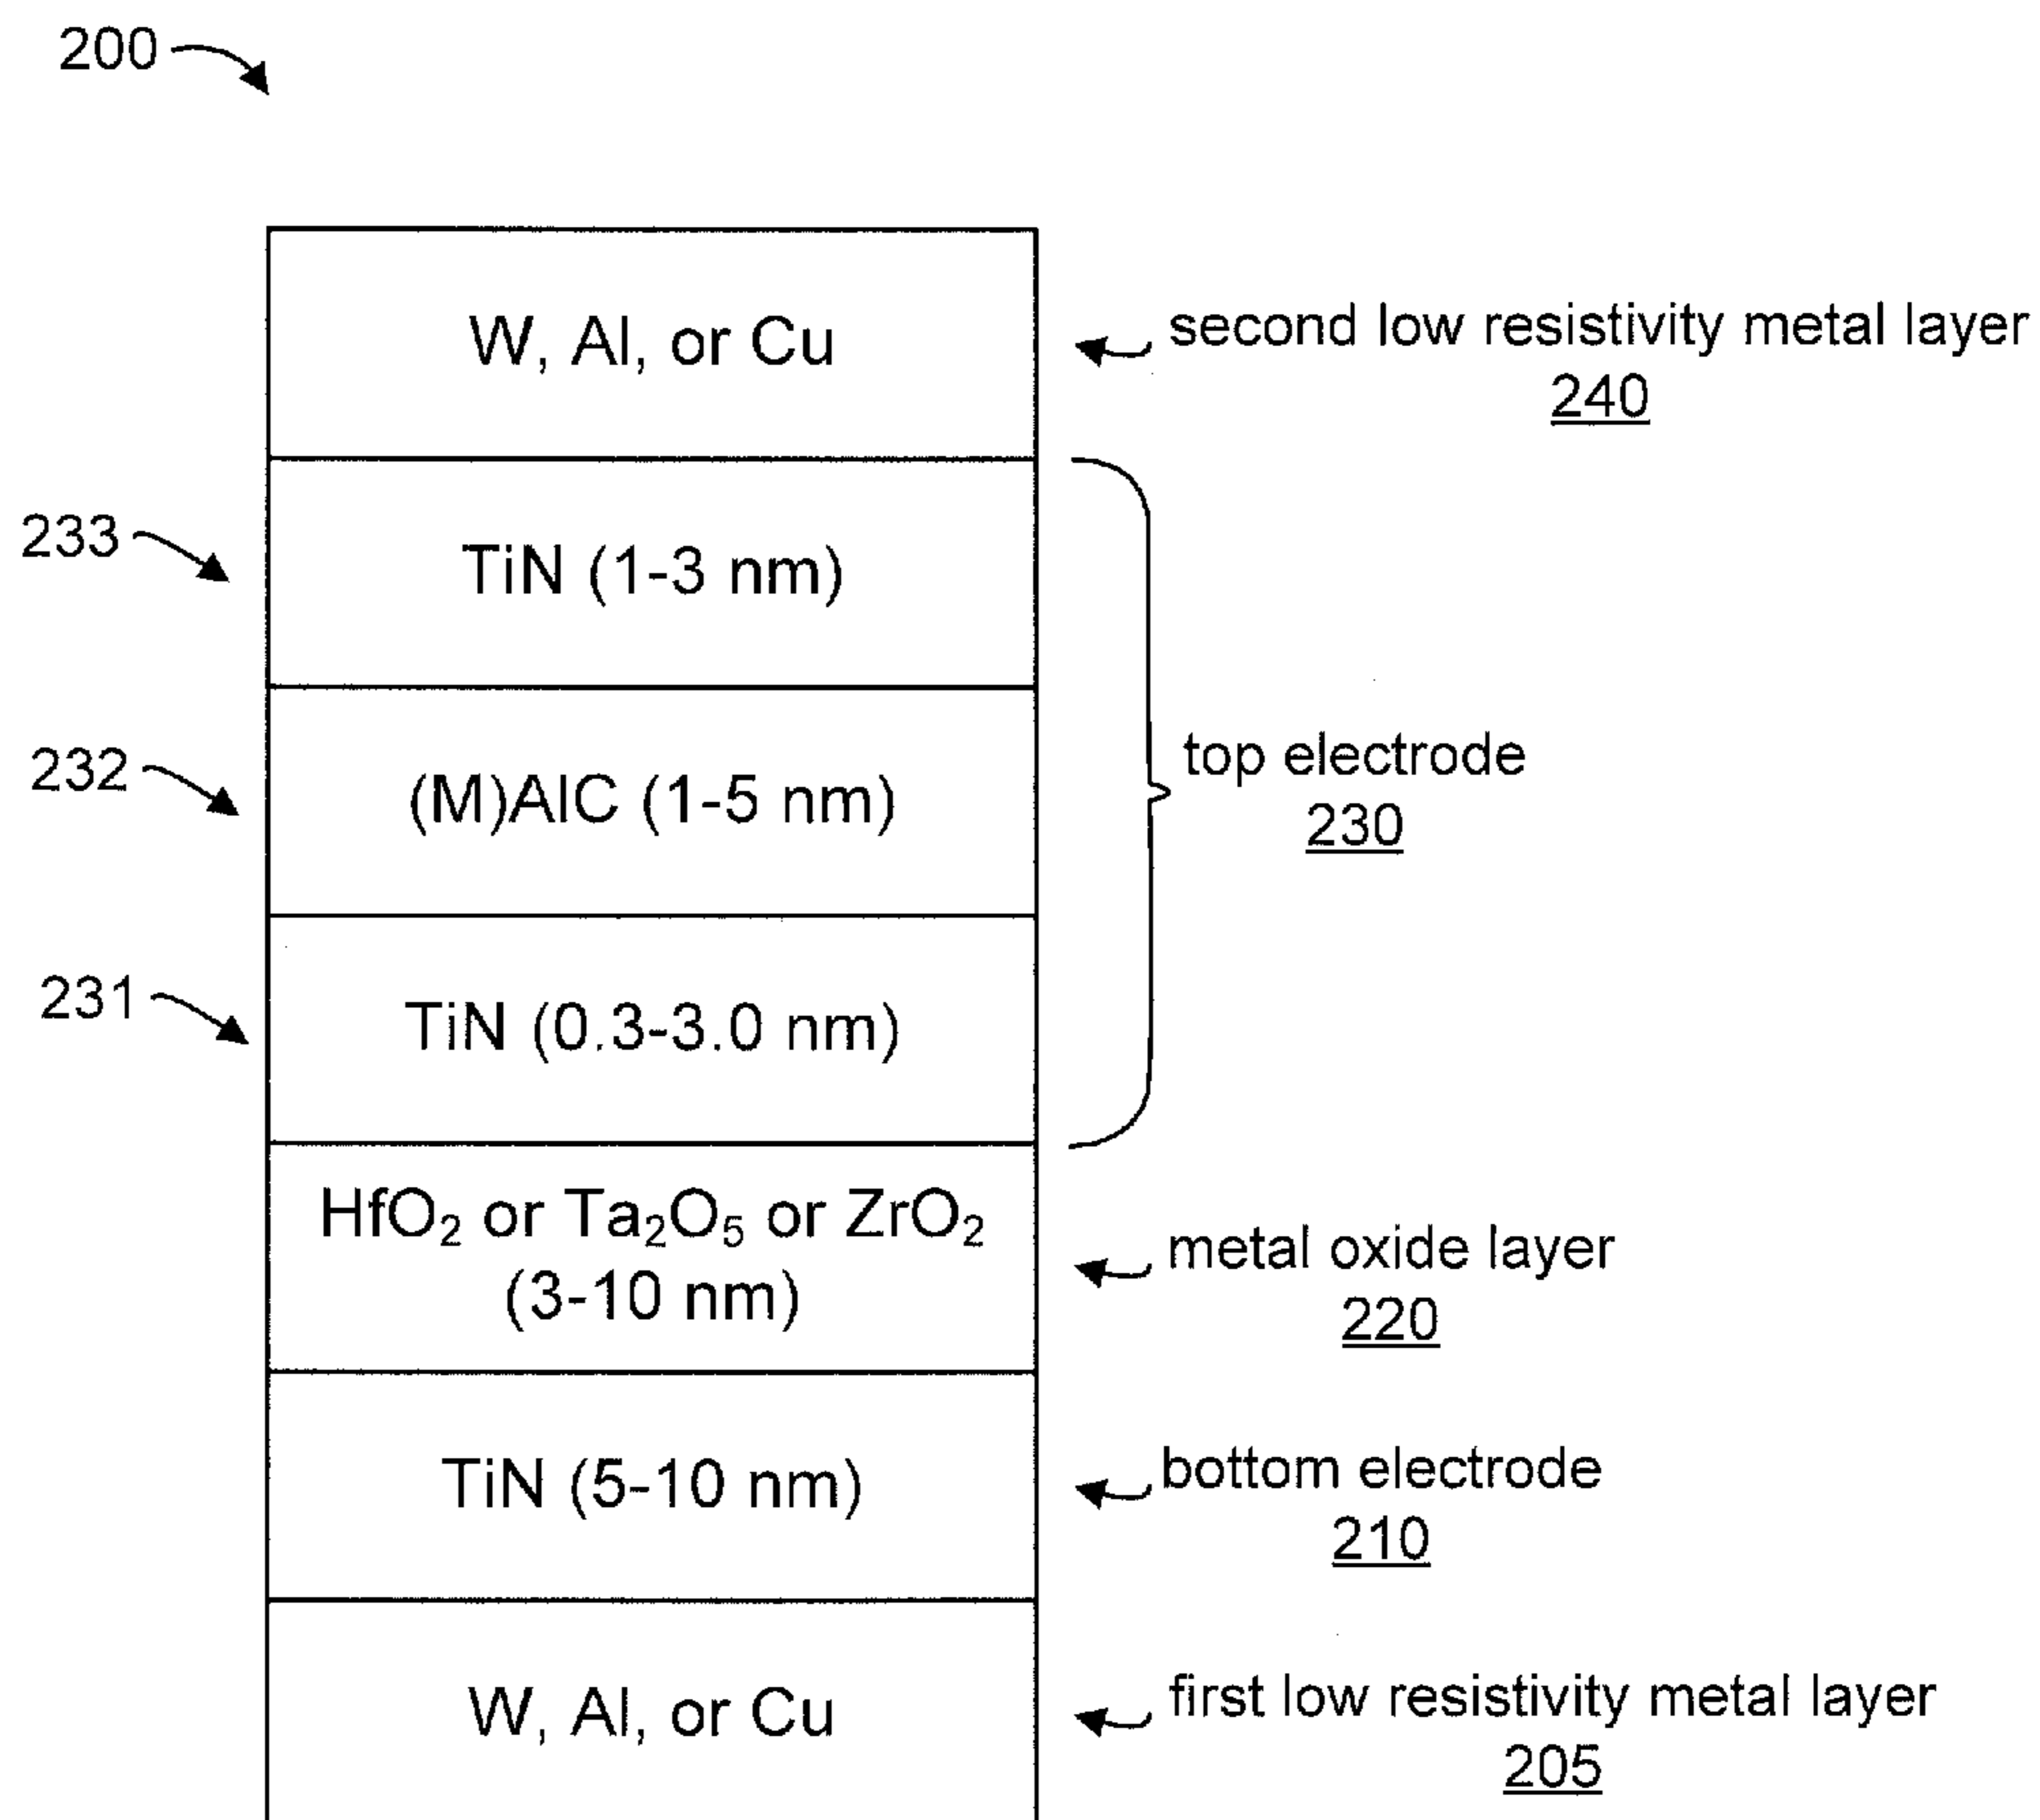 200
W, Al, or Cu
second low resistivity metal layer
240
233
TiN (1-3 nm)
232
(M)AlC (1-5 nm)
top electrode
230
231
TiN (0.3-3.0 nm)
HfO₂ or Ta₂O₅ or ZrO₂
(3-10 nm)
metal oxide layer
220
TiN (5-10 nm)
bottom electrode
210
W, Al, or Cu
first low resistivity metal layer
205